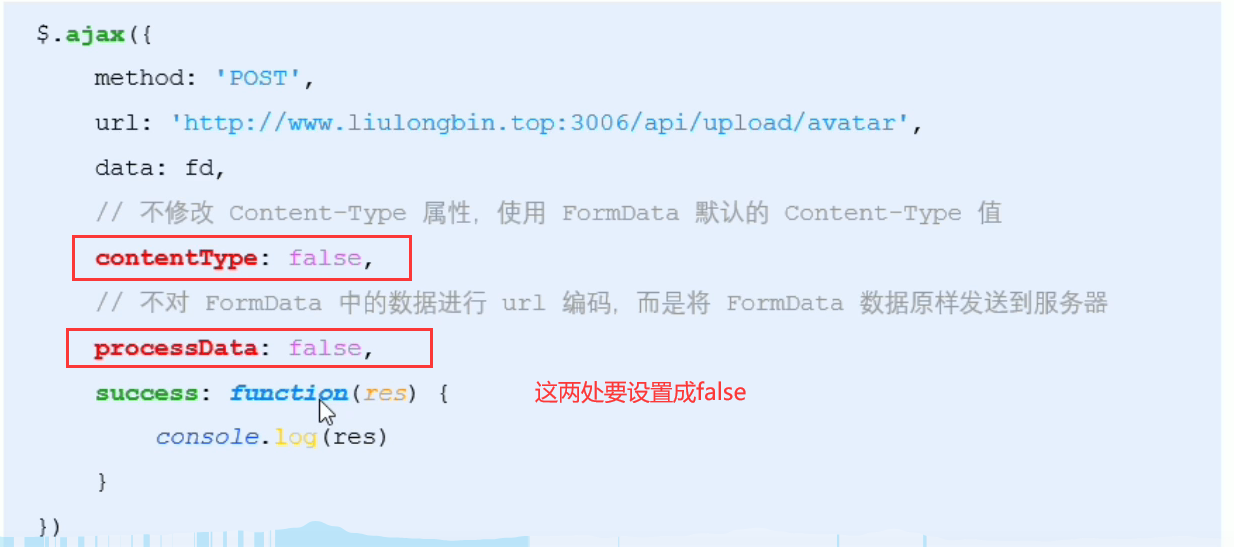 $.ajax({
method: 'POST',
url: 'http://www.liulongbin.top:3006/api/upload/avatar',
data: fd,
// 不修改 Content-Type 属性，使用 FormData 默认的 Content-Type 值
contentType: false,
// 不对 FormData 中的数据进行 url 编码，而是将 FormData 数据原样发送到服务器
processData: false,
success: function(res) {
这两处要设置成false
console.log(res)
}
})